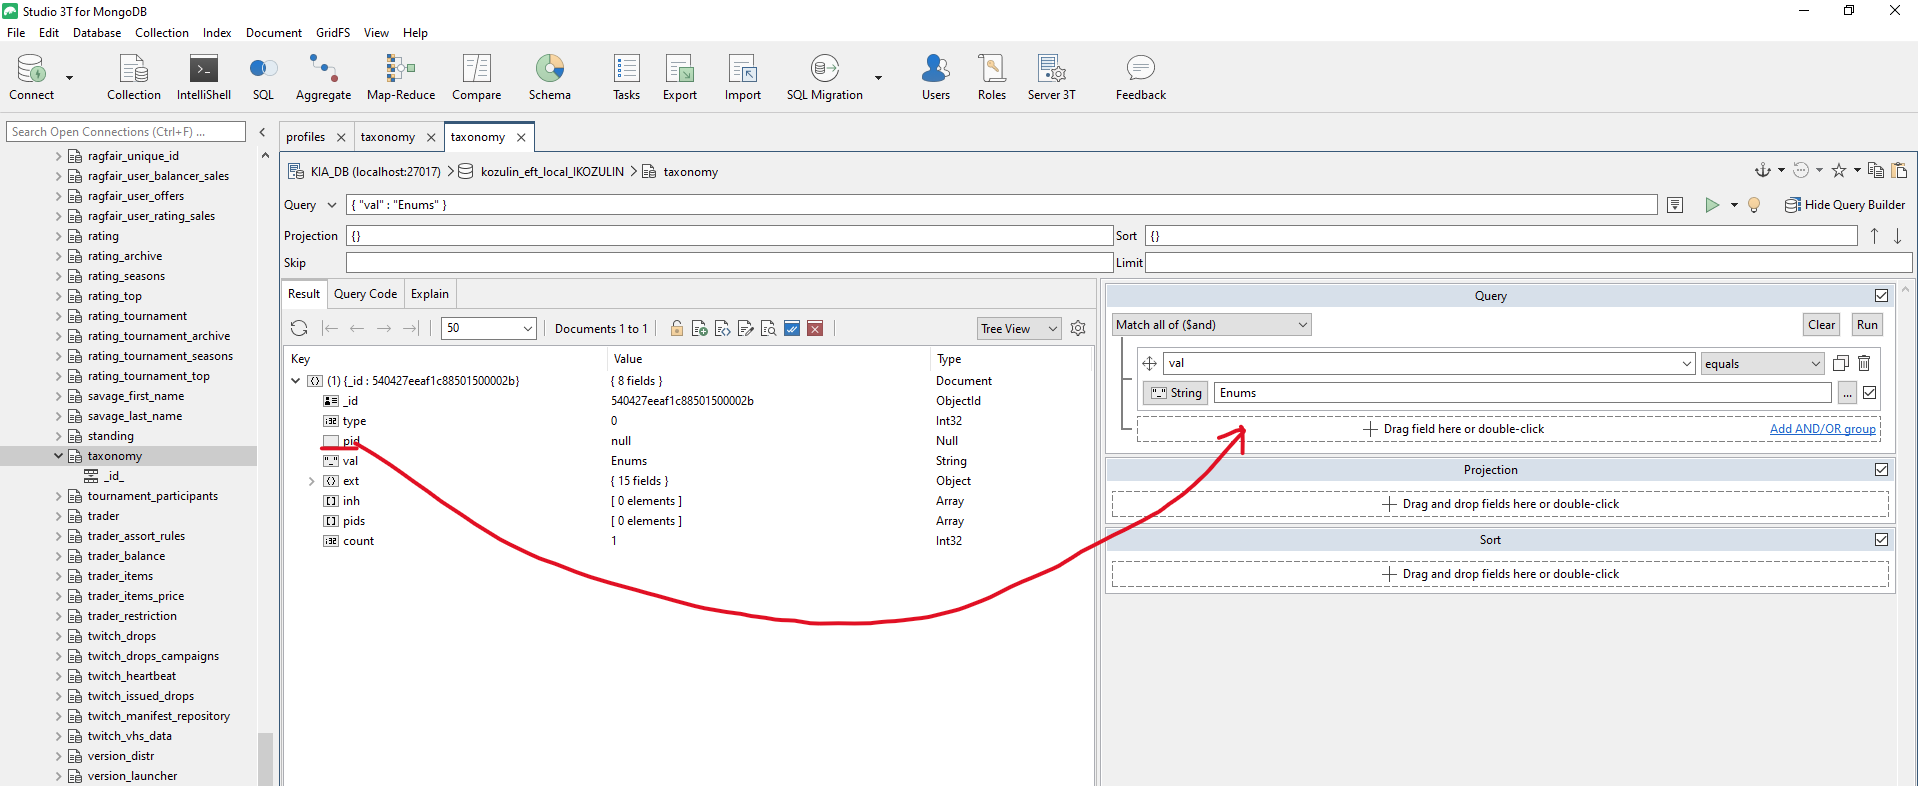 Studio 3T for MongoDB
File Edit Database Collection Index Document GridFS View Help
Connect Collection IntelliShell SQL Aggregate Map-Reduce Compare Schema Tasks Export Import SQL Migration Users Roles Server 3T Feedback
Search Open Connections (Ctrl+F) ...
ragfair_unique_id
ragfair_user_balancer_sales
ragfair_user_offers
ragfair_user_rating_sales
rating
rating_archive
rating_seasons
rating_top
rating_tournament
rating_tournament_archive
rating_tournament_seasons
rating_tournament_top
savage_first_name
savage_last_name
standing
taxonomy
_id_
tournament_participants
trader
trader_assort_rules
trader_balance
trader_items
trader_items_price
trader_restriction
twitch_drops
twitch_drops_campaigns
twitch_heartbeat
twitch_issued_drops
twitch_manifest_repository
twitch_vhs_data
version_distr
version_launcher
profiles taxonomy taxonomy
KIA_DB (localhost:27017) kozulin_eft_local_IKOZULIN taxonomy
Query { "val" : "Enums" } Hide Query Builder
Projection {} Sort {}
Skip Limit
Result Query Code Explain
50 Documents 1 to 1 Tree View
Key Value Type
(1) {_id : 540427eeaf1c88501500002b} { 8 fields } Document
_id 540427eeaf1c88501500002b ObjectId
type 0 Int32
pid null Null
val Enums String
ext { 15 fields } Object
inh [ 0 elements ] Array
pids [ 0 elements ] Array
count 1 Int32
Query
Match all of ($and) Clear Run
val equals
String Enums ...
Drag field here or double-click Add AND/OR group
Projection
Drag and drop fields here or double-click
Sort
Drag and drop fields here or double-click